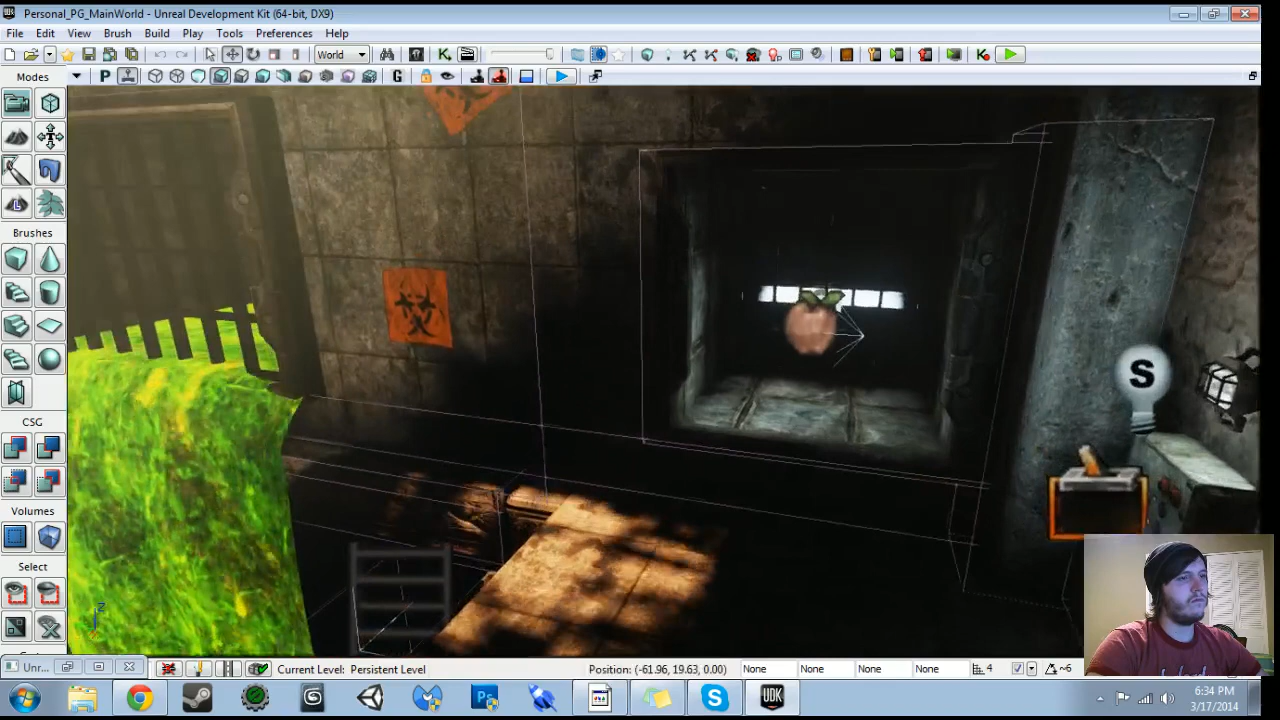 Personal_PG_MainWorld - Unreal Development Kit (64-bit, DX9)
File Edit View Brush Build Play Tools Preferences Help
World
Modes
P G
Brushes
CSG
Volumes
Select
S
Unr...
Current Level: Persistent Level
Position: (-61.96, 19.63, 0.00)
None None None None
4
~6
Ps
S
UDK
6:34 PM
3/17/2014